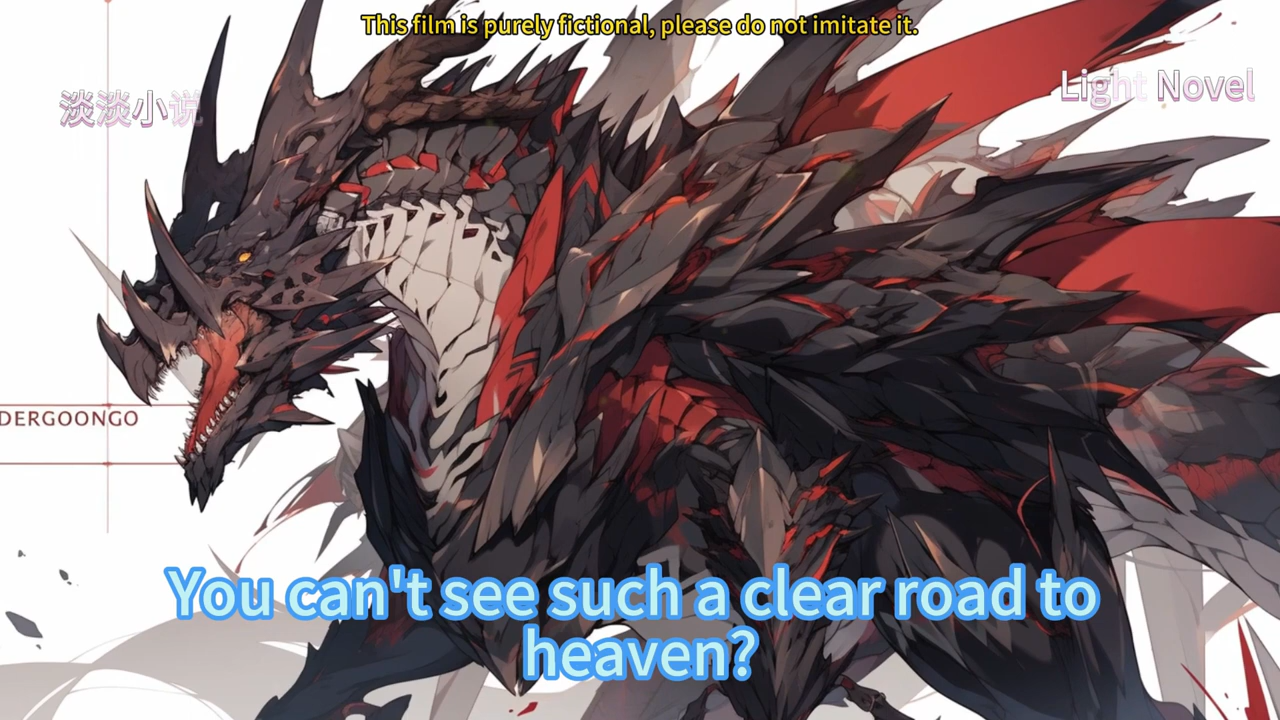 This film is purely fictional, please do not imitate it.
淡淡小说
Light Novel
DERGOONGO
You can't see such a clear road to
heaven?